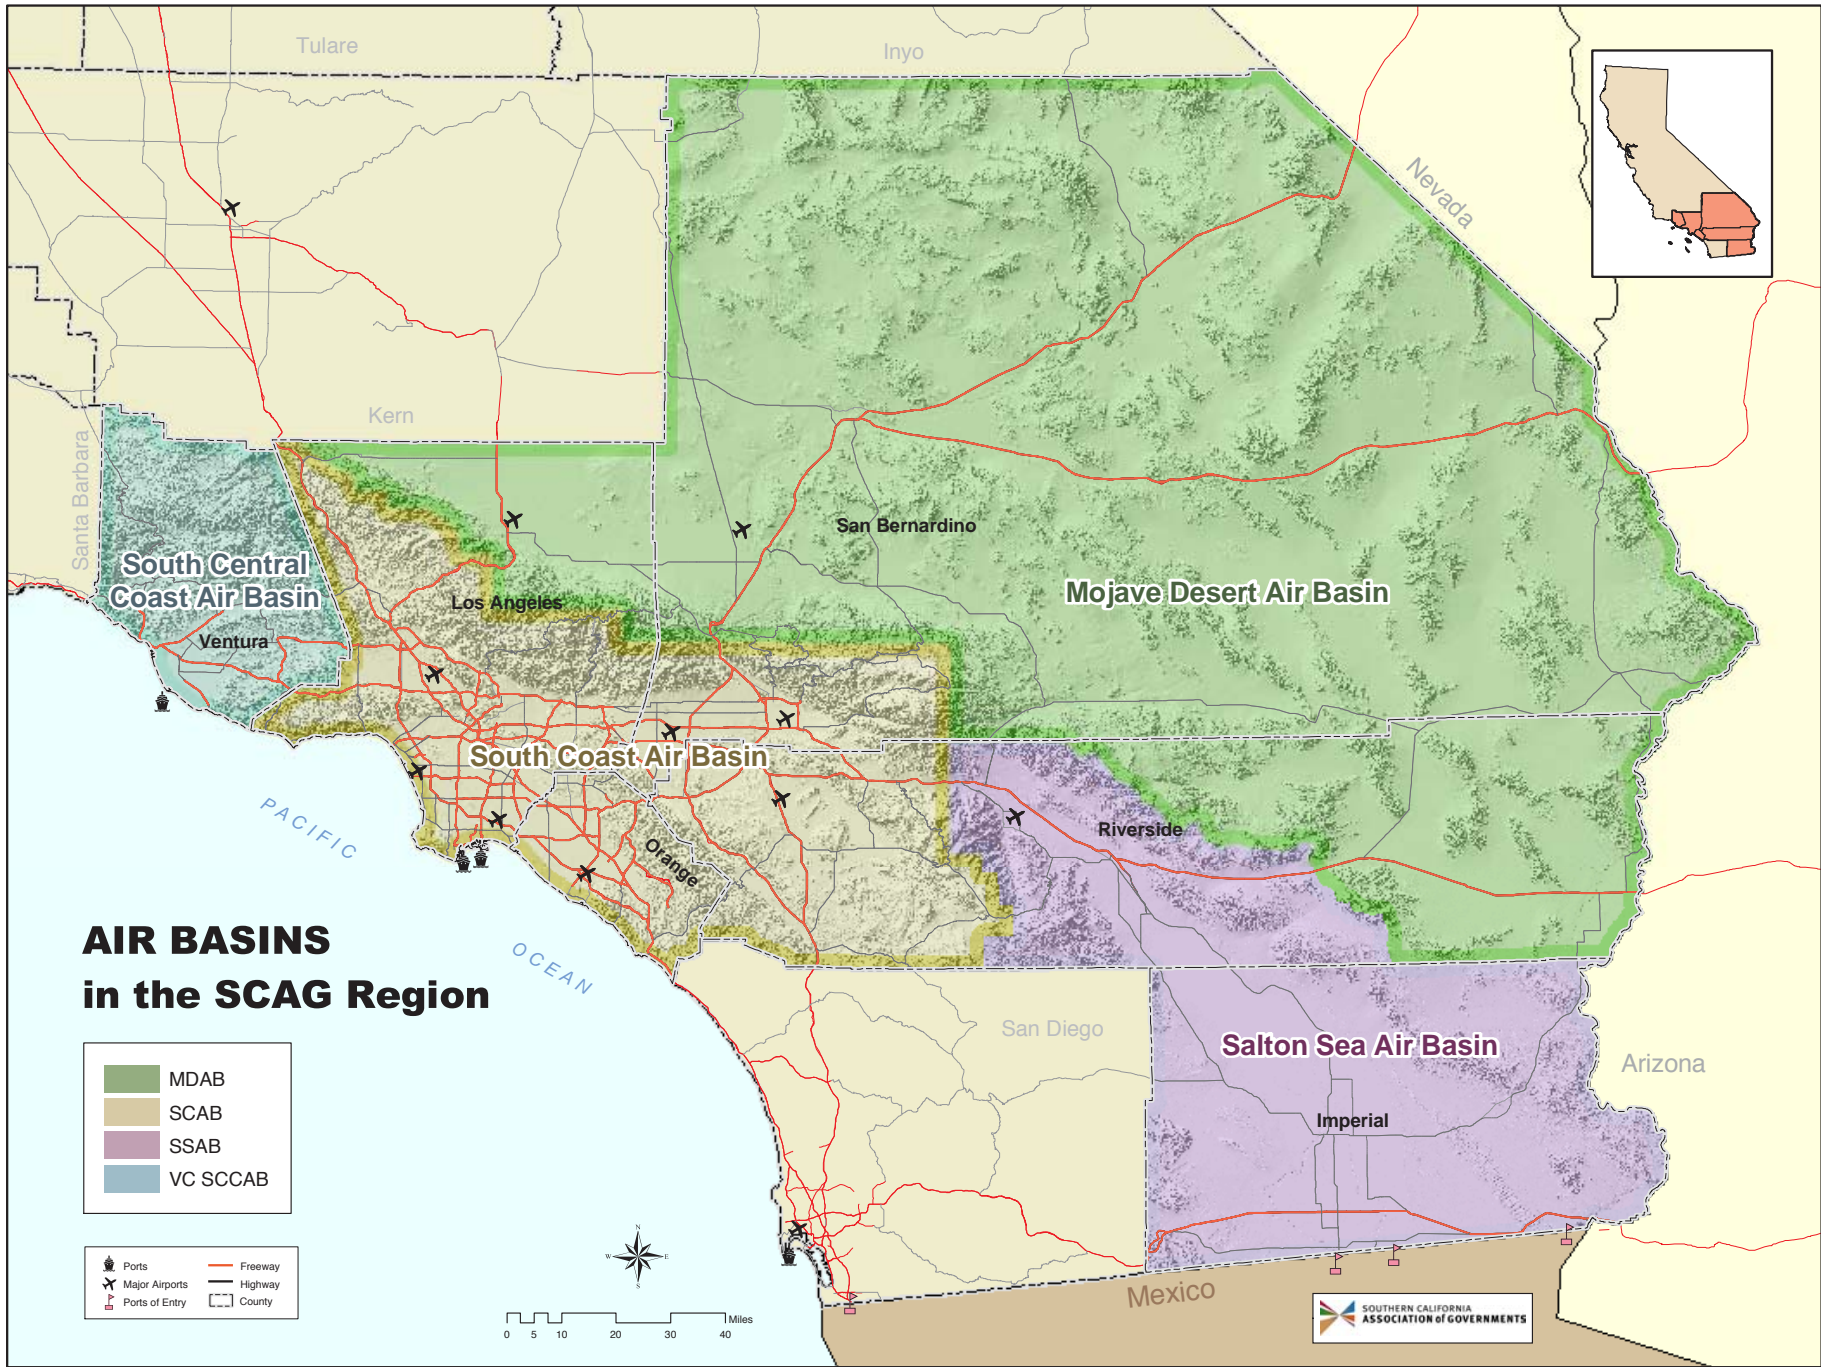 Tulare
Inyo
Nevada
Kern
Santa Barbara
San Bernardino
South Central
Coast Air Basin
Mojave Desert Air Basin
Los Angeles
Ventura
South Coast Air Basin
Riverside
Orange
PACIFIC
OCEAN
AIR BASINS
in the SCAG Region
San Diego
Salton Sea Air Basin
Arizona
Imperial
MDAB
SCAB
SSAB
VC SCCAB
Ports
Freeway
Major Airports
Highway
Ports of Entry
County
N
W
E
S
Miles
0 5 10 20 30 40
Mexico
SOUTHERN CALIFORNIA
ASSOCIATION of GOVERNMENTS